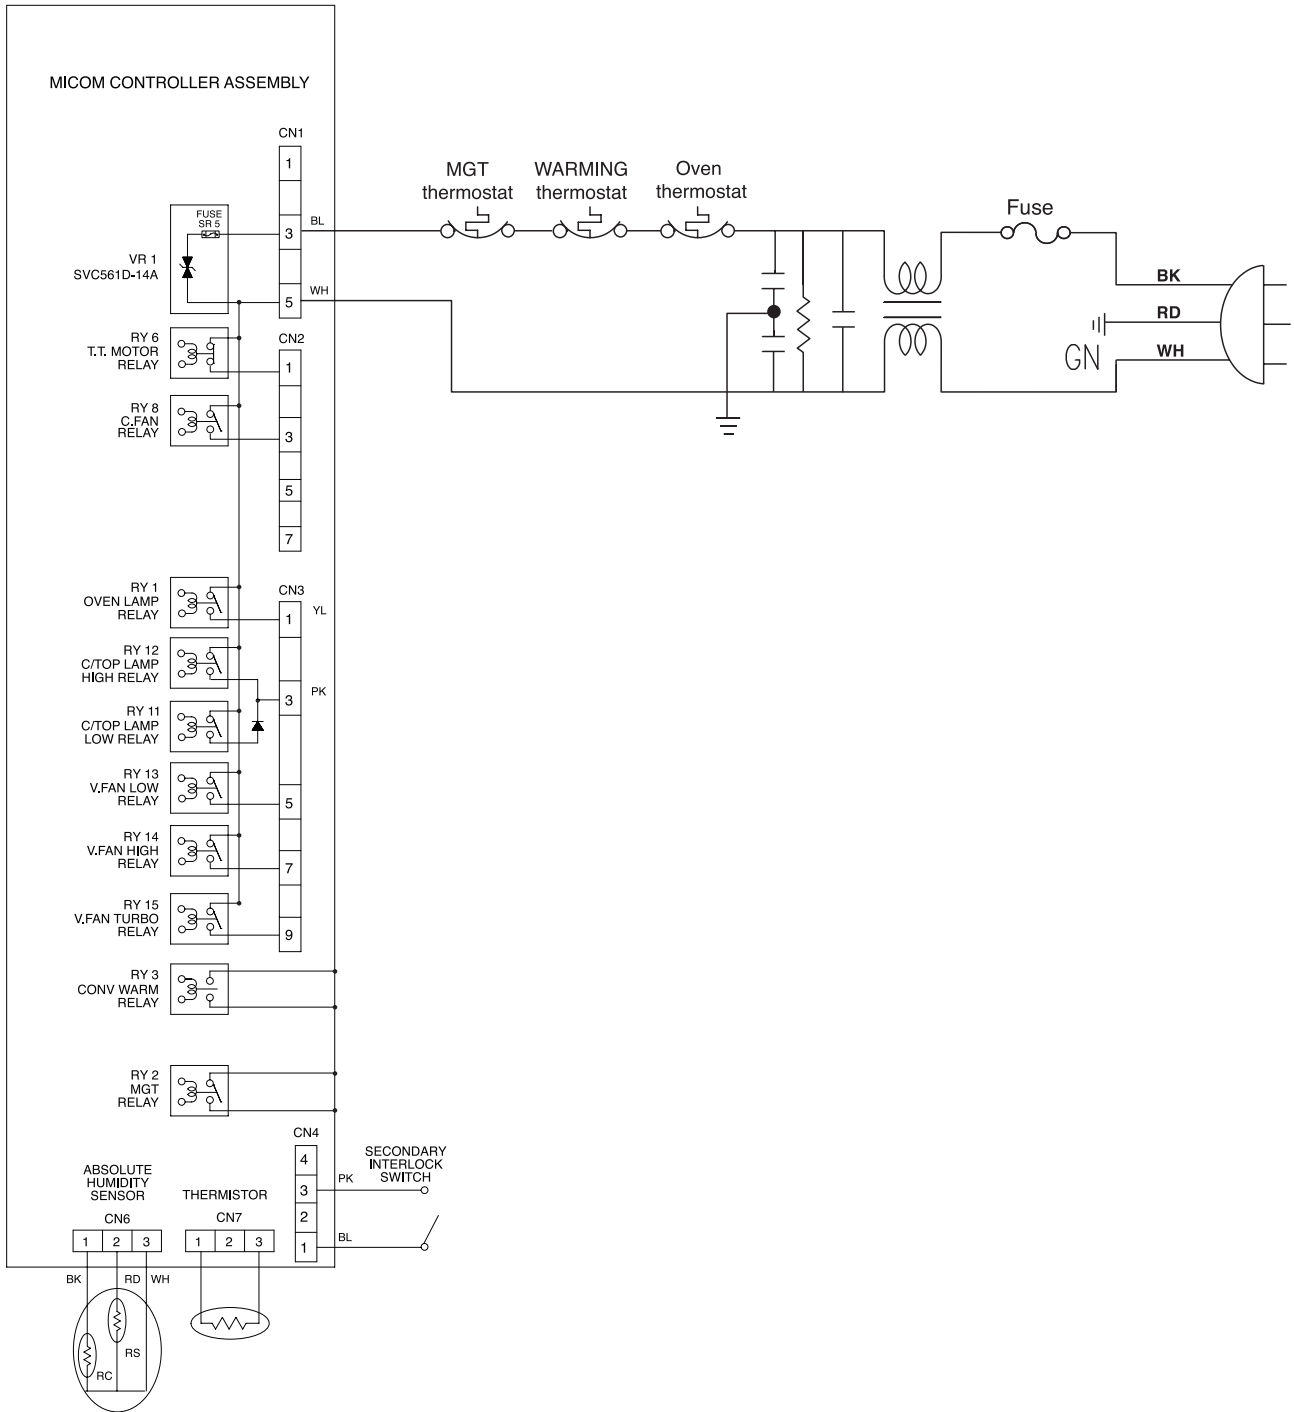 MICOM CONTROLLER ASSEMBLY
CN1
1
3
5
BL
WH
FUSE
SR 5
VR 1
SVC561D-14A
MGT
thermostat
WARMING
thermostat
Oven
thermostat
Fuse
BK
RD
GN
WH
RY 6
T.T. MOTOR
RELAY
CN2
1
3
5
7
RY 8
C.FAN
RELAY
RY 1
OVEN LAMP
RELAY
CN3
1
YL
3
PK
5
7
9
RY 12
C/TOP LAMP
HIGH RELAY
RY 11
C/TOP LAMP
LOW RELAY
RY 13
V.FAN LOW
RELAY
RY 14
V.FAN HIGH
RELAY
RY 15
V.FAN TURBO
RELAY
RY 3
CONV WARM
RELAY
RY 2
MGT
RELAY
CN4
4
3
2
1
PK
BL
SECONDARY
INTERLOCK
SWITCH
ABSOLUTE
HUMIDITY
SENSOR
CN6
1 2 3
THERMISTOR
CN7
1 2 3
BK RD WH
RS
RC